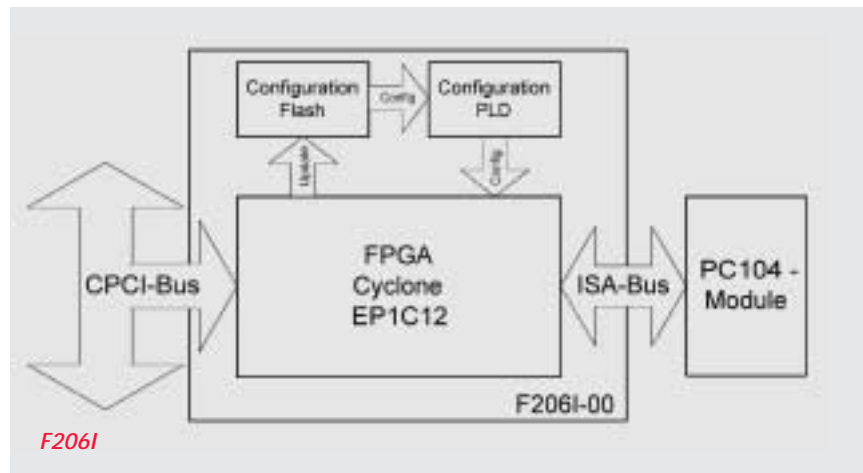 Configuration
Flash
Config
Configuration
PLD
Update
Config
CPCI-Bus
FPGA
Cyclone
EP1C12
ISA-Bus
PC104 -
Module
F206I-00
F206I